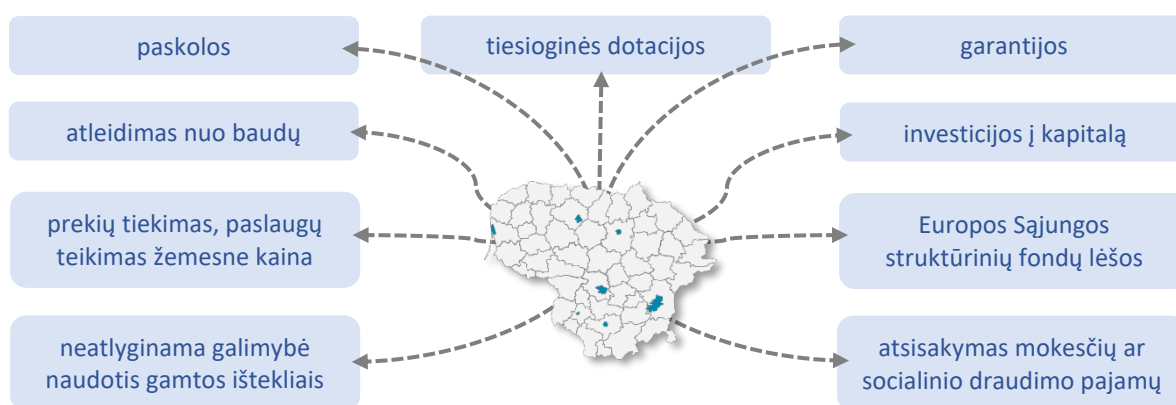 paskolos
tiesioginės dotacijos
garantijos
atleidimas nuo baudų
investicijos į kapitalą
prekių tiekimas, paslaugų
teikimas žemesne kaina
Europos Sąjungos
struktūrinių fondų lėšos
neatlyginama galimybė
naudotis gamtos ištekliais
atsisakymas mokesčių ar
socialinio draudimo pajamų